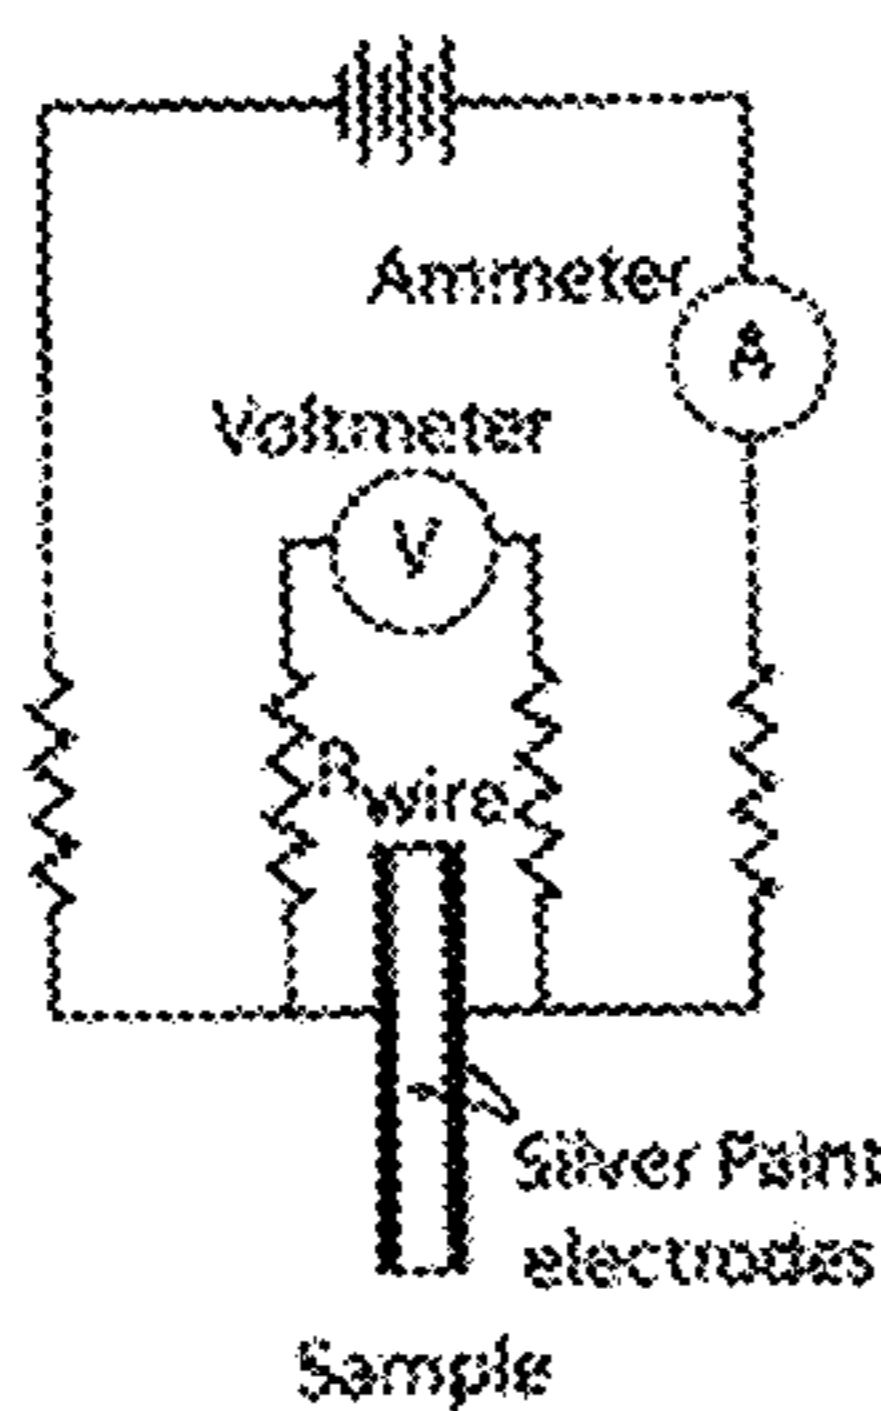 Ammeter
A
Voltmeter
V
Rwire
Silver Paint
electrodes
Sample